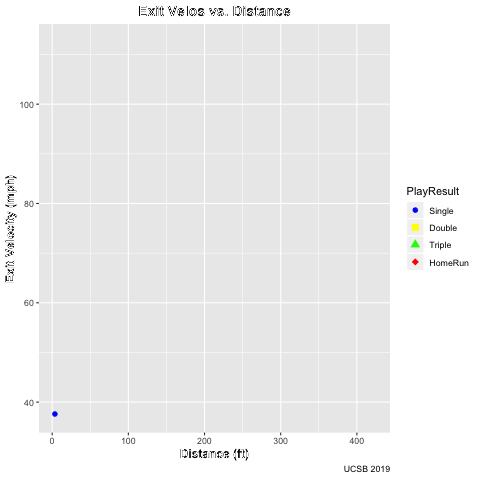 Exit Velos vs. Distance
Exit Velocity (mph)
100
80
60
40
0 100 200 300 400
Distance (ft)
PlayResult
Single
Double
Triple
HomeRun
UCSB 2019